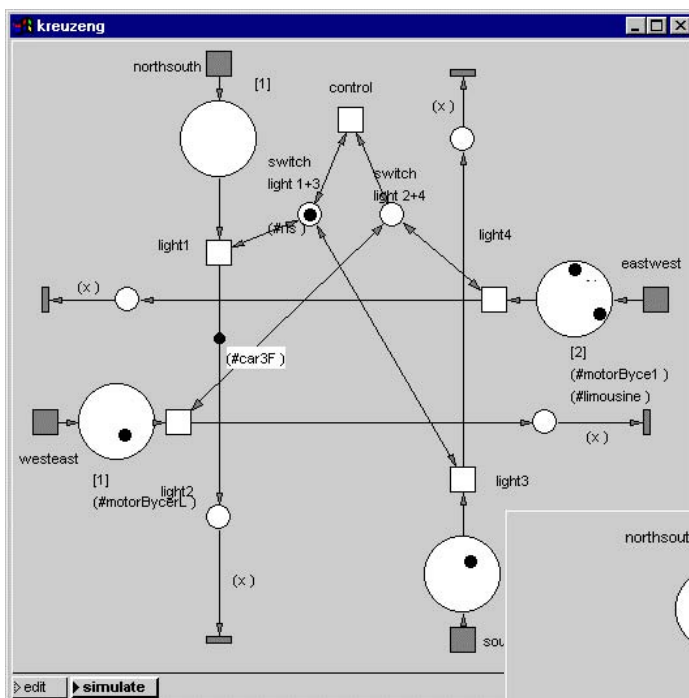 kreuzeng
northsouth
[1]
control
(x)
switch
light 1+3
switch
light 2+4
(#ns )
light1
light4
eastwest
(x)
(#car3F )
[2]
(#motorByce1 )
(#limousine )
westeast
[1]
(#motorBycerL )
light2
(x)
light3
(x)
northsout
sou
edit
simulate